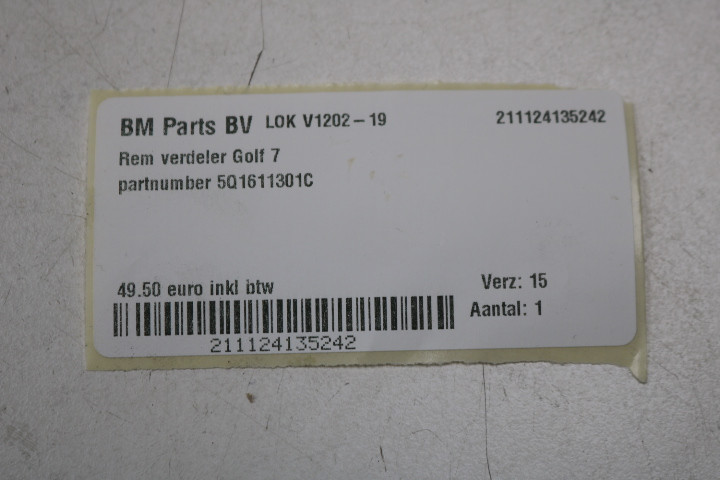 BM Parts BV LOK V1202-19 211124135242
Rem verdeler Golf 7
partnumber 5Q1611301C
49.50 euro inkl btw Verz: 15
Aantal: 1
211124135242